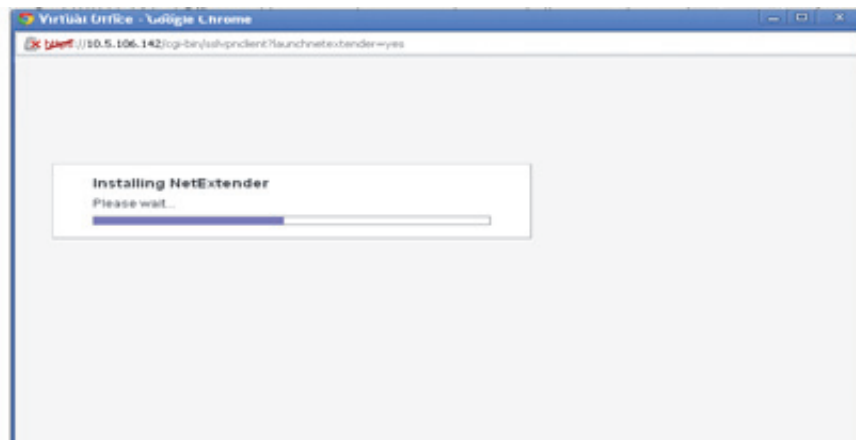 Virtual Office - Google Chrome
https://10.5.106.142/cgi-bin/sslvpnclient?launchnetextender=yes
Installing NetExtender
Please wait...